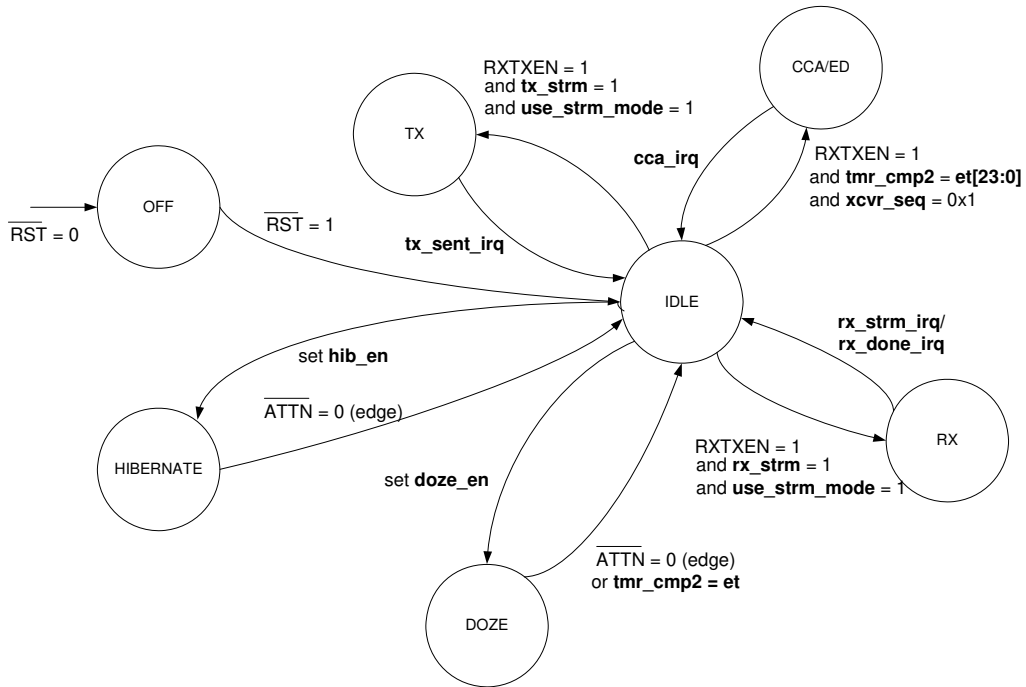 CCA/ED
RXTXEN = 1
and tx_strm = 1
and use_strm_mode = 1
TX
cca_irq
RXTXEN = 1
and tmr_cmp2 = et[23:0]
and xcvr_seq = 0x1
OFF
RST = 0
RST = 1
tx_sent_irq
IDLE
rx_strm_irq/
rx_done_irq
set hib_en
ATTN = 0 (edge)
HIBERNATE
RX
RXTXEN = 1
and rx_strm = 1
and use_strm_mode = 1
set doze_en
ATTN = 0 (edge)
or tmr_cmp2 = et
DOZE